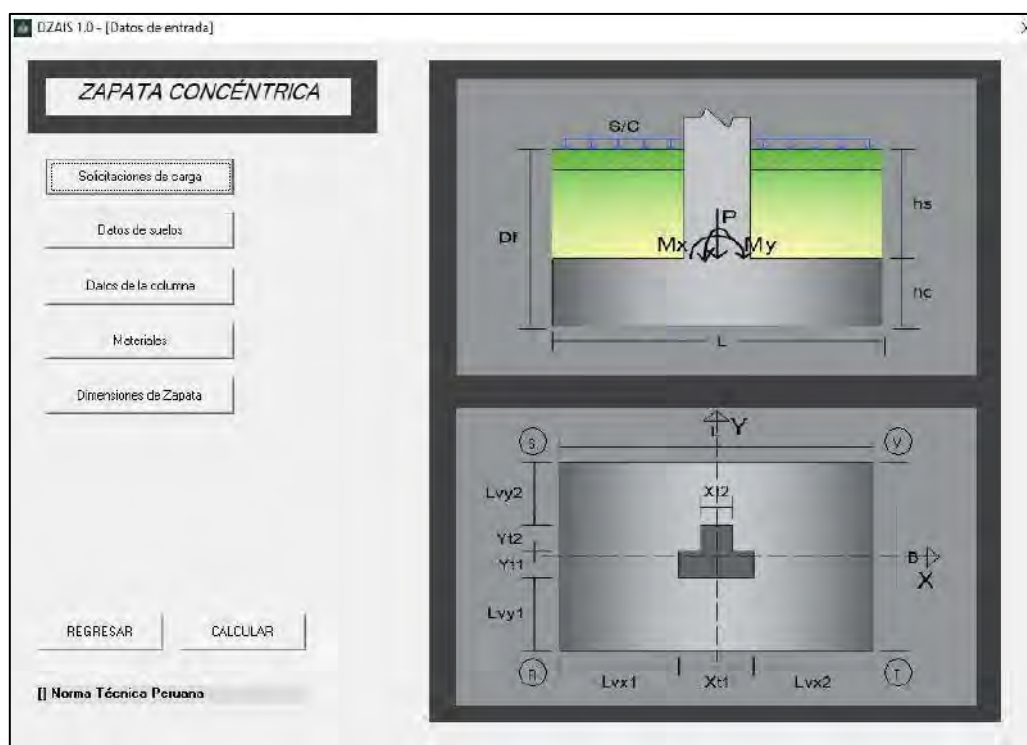 DZAIS 1.0 - [Datos de entrada]
X
ZAPATA CONCÉNTRICA
Solicitaciones de carga
Datos de suelos
Datos de la columna
Materiales
Dimensiones de Zapata
REGRESAR
CALCULAR
[] Norma Técnica Peruana
S/C
Df
hs
P
Mx
My
hc
L
Y
S
V
L
Lvy2
Xt2
Yt2
Yt1
B
X
Lvy1
R
Lvx1
Xt1
Lvx2
T